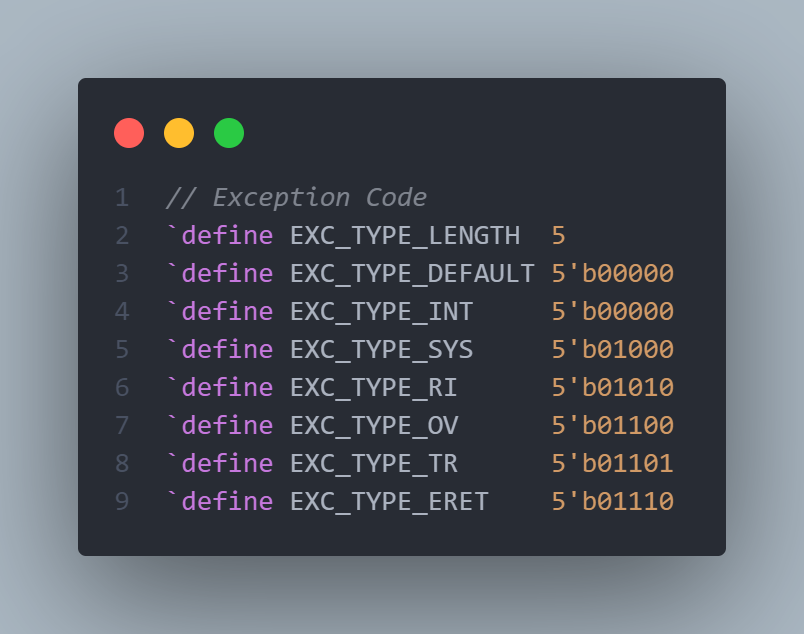 1 // Exception Code
2 `define EXC_TYPE_LENGTH  5
3 `define EXC_TYPE_DEFAULT 5'b00000
4 `define EXC_TYPE_INT     5'b00000
5 `define EXC_TYPE_SYS     5'b01000
6 `define EXC_TYPE_RI      5'b01010
7 `define EXC_TYPE_OV      5'b01100
8 `define EXC_TYPE_TR      5'b01101
9 `define EXC_TYPE_ERET    5'b01110